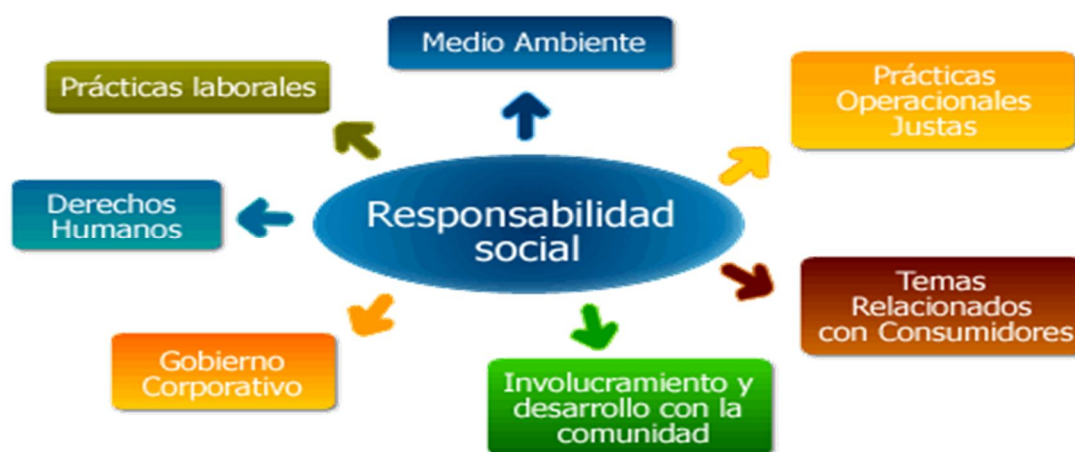 Medio Ambiente
Prácticas laborales
Prácticas
Operacionales
Justas
Derechos
Humanos
Responsabilidad
social
Temas
Relacionados
con Consumidores
Gobierno
Corporativo
Involucramiento y
desarrollo con la
comunidad